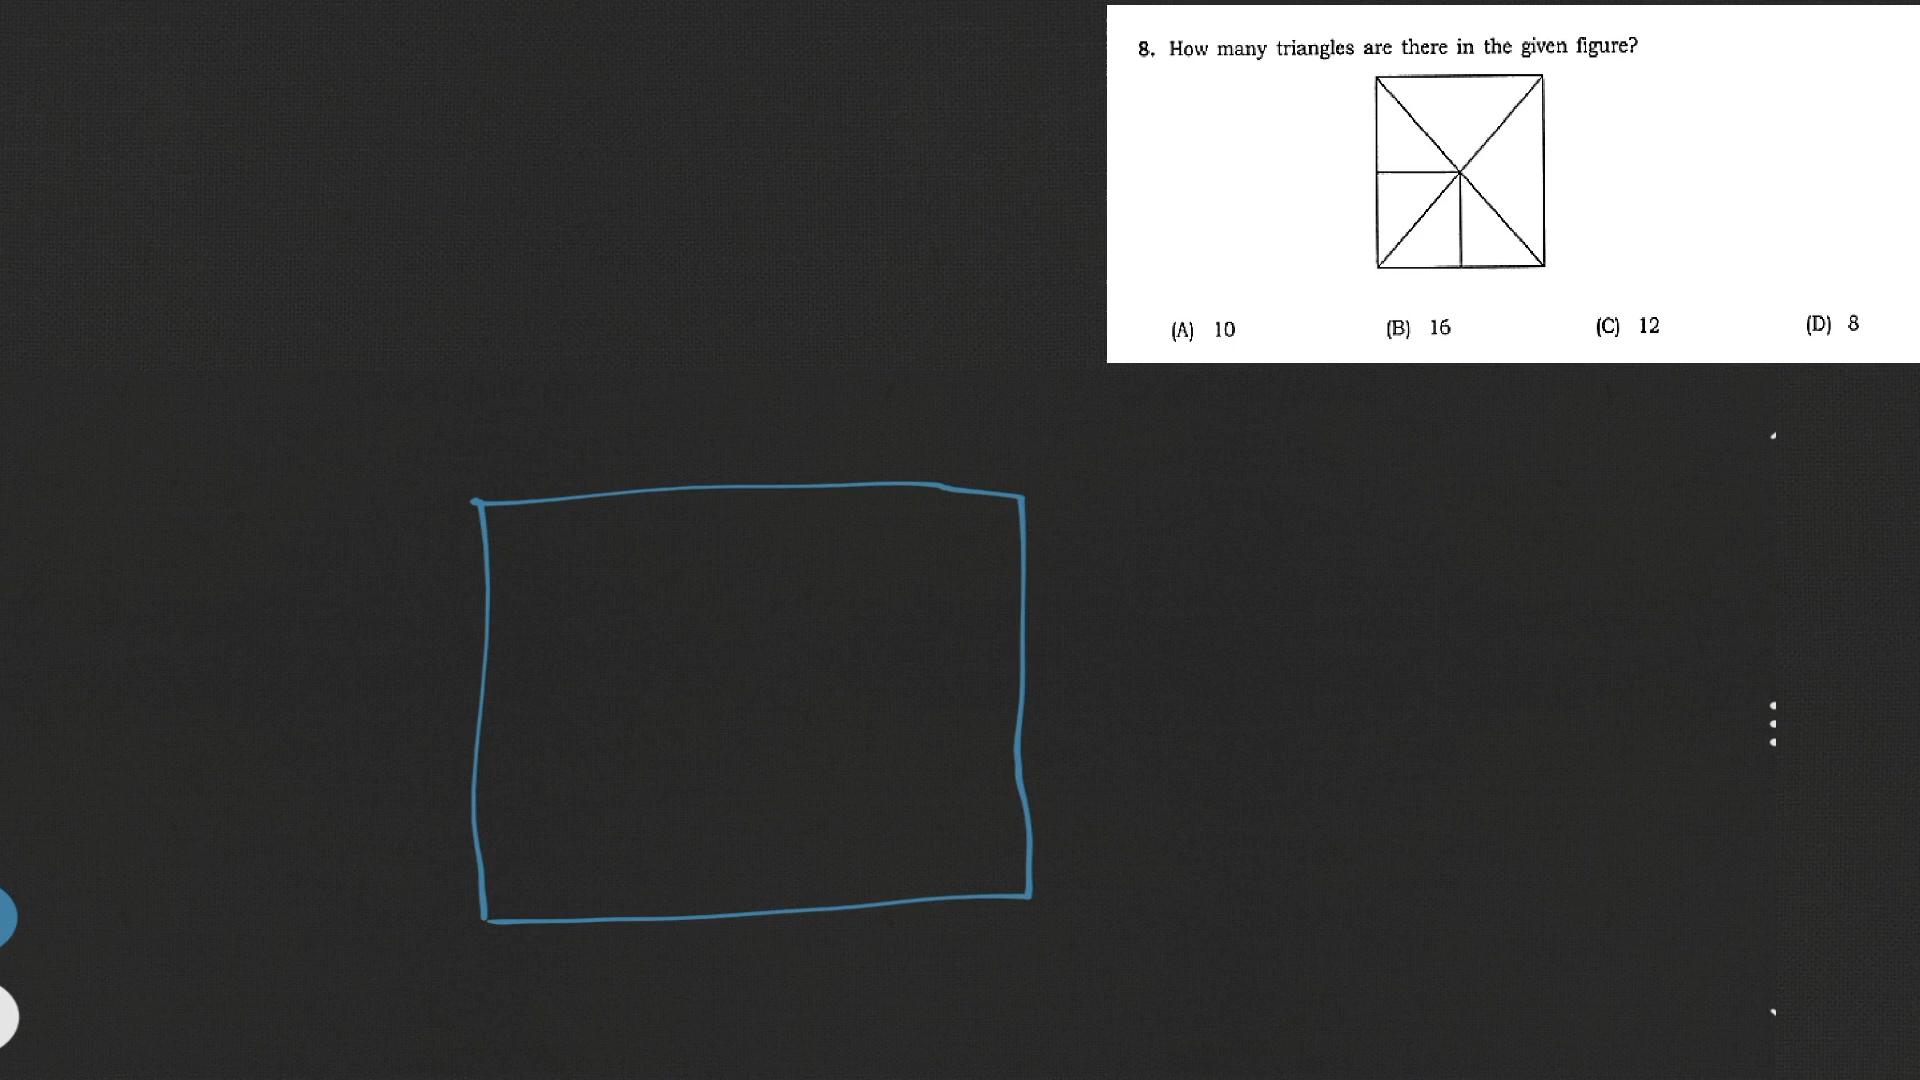 8. How many triangles are there in the given figure?
(A) 10 (B) 16 (C) 12 (D) 8